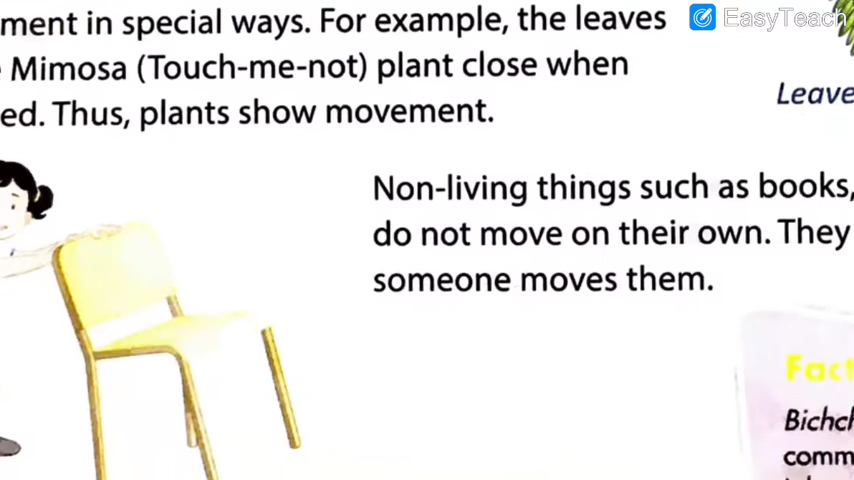 ment in special ways. For example, the leaves
Mimosa (Touch-me-not) plant close when
ed. Thus, plants show movement.
EasyTeach
Leave
Non-living things such as books,
do not move on their own. They
someone moves them.
Fact
Bichch
comm